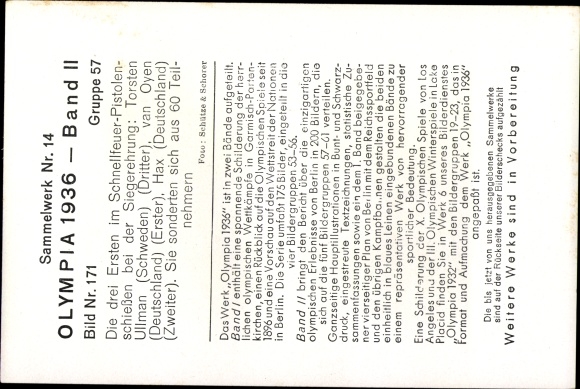 Sammelwerk Nr. 14
OLYMPIA 1936 — Band II
Bild Nr. 171 Gruppe 57
Die drei Ersten im Schnellfeuer-Pistolen-
schießen bei der Siegerehrung: Torsten
Ullman (Schweden) (Dritter), van Oyen
(Deutschland) (Erster), Hax (Deutschland)
(Zweiter). Sie sonderten sich aus 60 Teil-
nehmern
Foto: Schütze & Schorer
Das Werk „Olympia 1936“ ist in zwei Bände aufgeteilt.
Band I enthält eine spannende Schilderung der herr-
lichen olympischen Wettkämpfe in Garmisch-Parten-
kirchen, einen Rückblick auf die Olympischen Spiele seit
1896 und eine Vorschau auf den Wettstreit der Nationen
in Berlin. Die Serie umfaßt 175 Bilder, eingeteilt in die
vier Bildergruppen 53—56.
Band II bringt den Bericht über die einzigartigen
olympischen Erlebnisse von Berlin in 200 Bildern, die
sich auf die fünf Bildergruppen 57—61 verteilen.
Ganzseitige Hauptillustrationen in Bunt- und Schwarz-
druck, eingestreute Textzeichnungen, statistische Zu-
sammenfassungen sowie ein dem 1. Band beigegebe-
ner vierseitiger Plan von Berlin mit dem Reichssportfeld
und den übrigen Kampfbahnen gestalten die beiden
einheitlich in blaues Leinen eingebundenen Bände zu
einem repräsentativen Werk von hervorragender
sportlicher Bedeutung.
Eine Schilderung der X. Olympischen Spiele von Los
Angeles und der III. Olympischen Winterspiele in Lake
Placid finden Sie in Werk 6 unseres Bilderdienstes
„Olympia 1932“ mit den Bildergruppen 19—23, das in
Format und Aufmachung dem Werk „Olympia 1936“
angepaßt ist.
Die bis jetzt von uns herausgegebenen Sammelwerke
sind auf der Rückseite unserer Bilderschecks aufgezählt
Weitere Werke sind in Vorbereitung